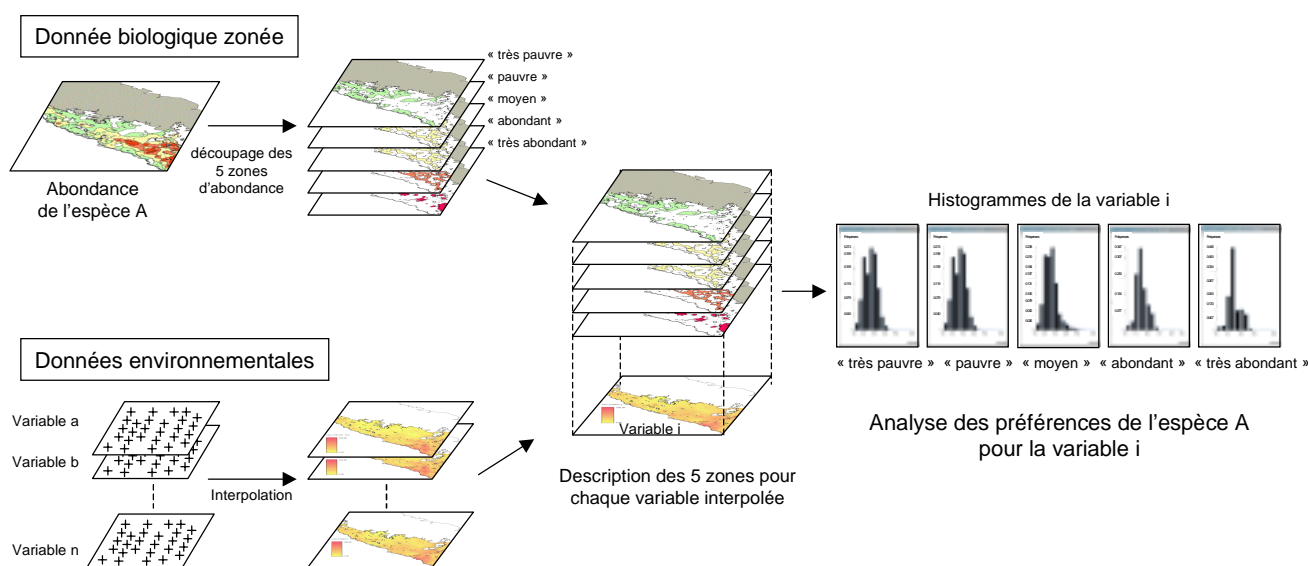 Donnée biologique zonée
« très pauvre »
« pauvre »
« moyen »
« abondant »
« très abondant »
découpage des
5 zones
d'abondance
Abondance
de l'espèce A
Données environnementales
Variable a
Variable b
Variable n
Interpolation
Variable i
Description des 5 zones pour
chaque variable interpolée
Histogrammes de la variable i
« très pauvre » « pauvre » « moyen » « abondant » « très abondant »
Analyse des préférences de l'espèce A
pour la variable i